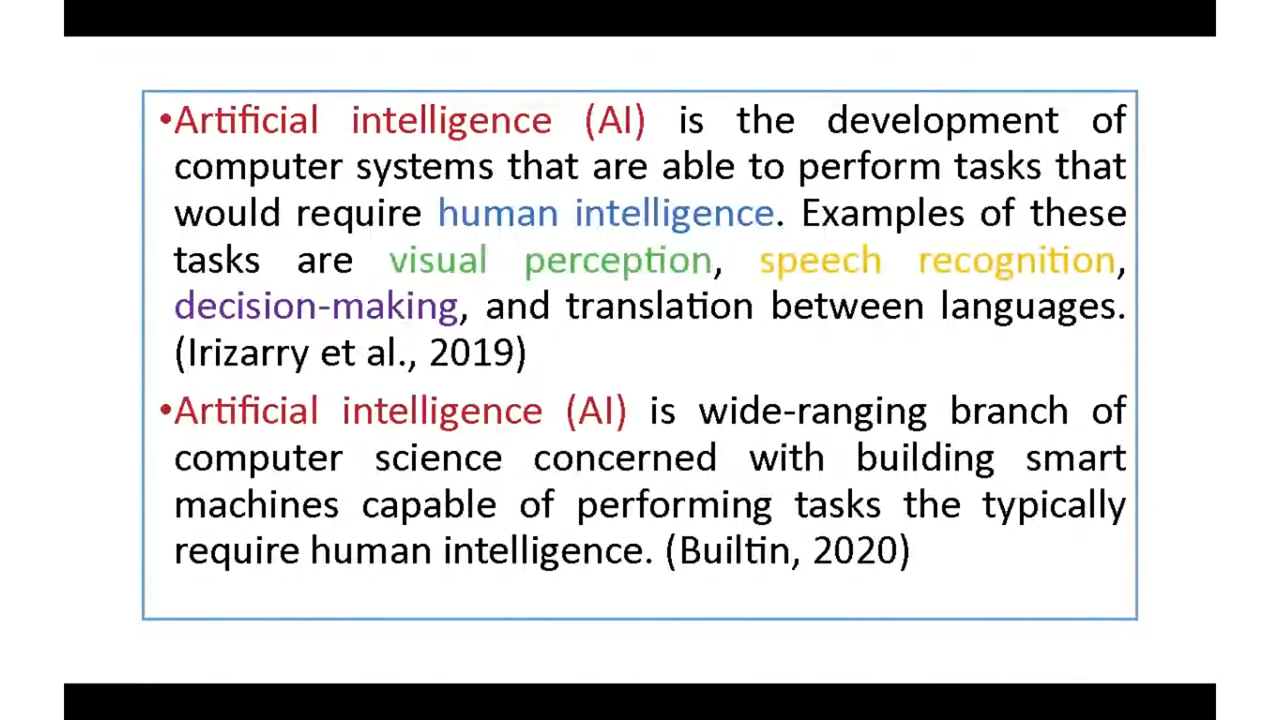 •Artificial intelligence (AI) is the development of
computer systems that are able to perform tasks that
would require human intelligence. Examples of these
tasks are visual perception, speech recognition,
decision-making, and translation between languages.
(Irizarry et al., 2019)
•Artificial intelligence (AI) is wide-ranging branch of
computer science concerned with building smart
machines capable of performing tasks the typically
require human intelligence. (Builtin, 2020)